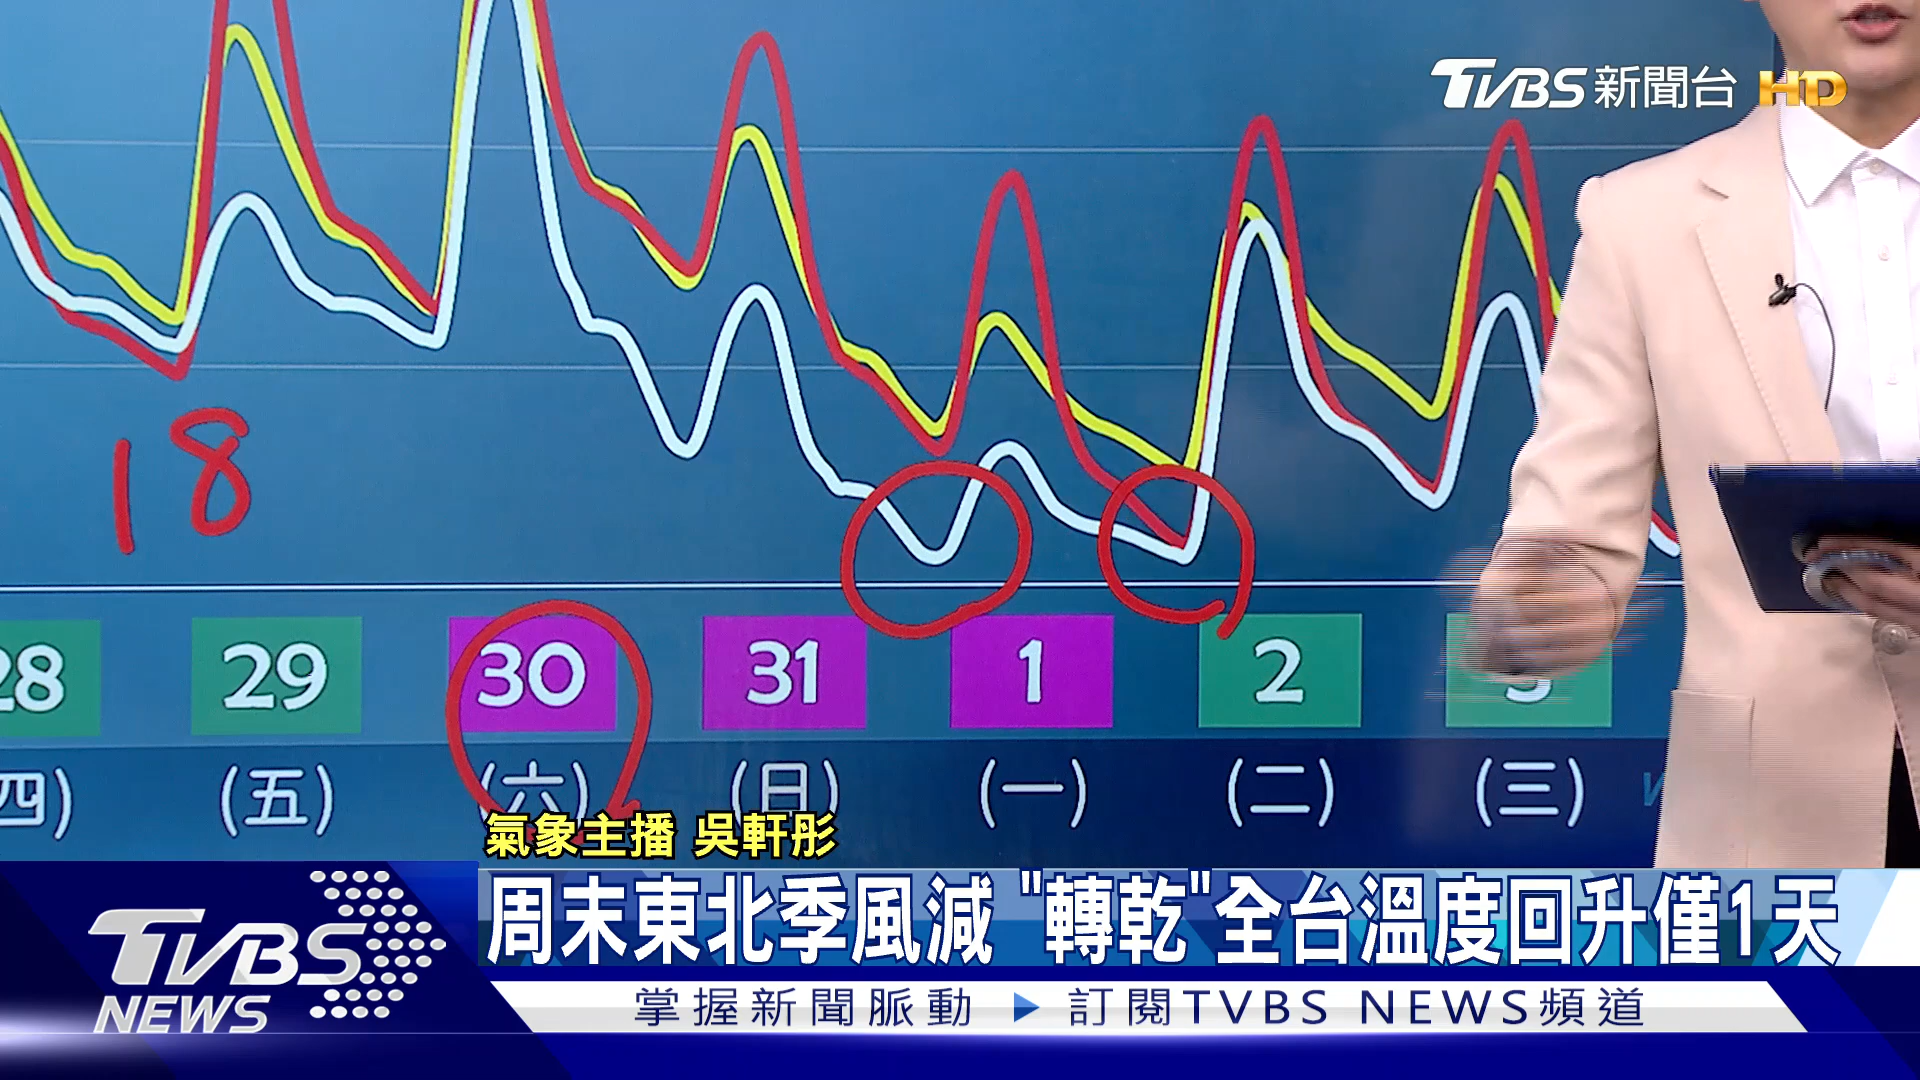 TVBS新聞台 HD
18
28 29 30 31 1 2 3
(四) (五) (六) (日) (一) (二) (三)
氣象主播 吳軒彤
周末東北季風減 "轉乾"全台溫度回升僅1天
TVBS
NEWS
掌握新聞脈動 ▶ 訂閱TVBS NEWS頻道